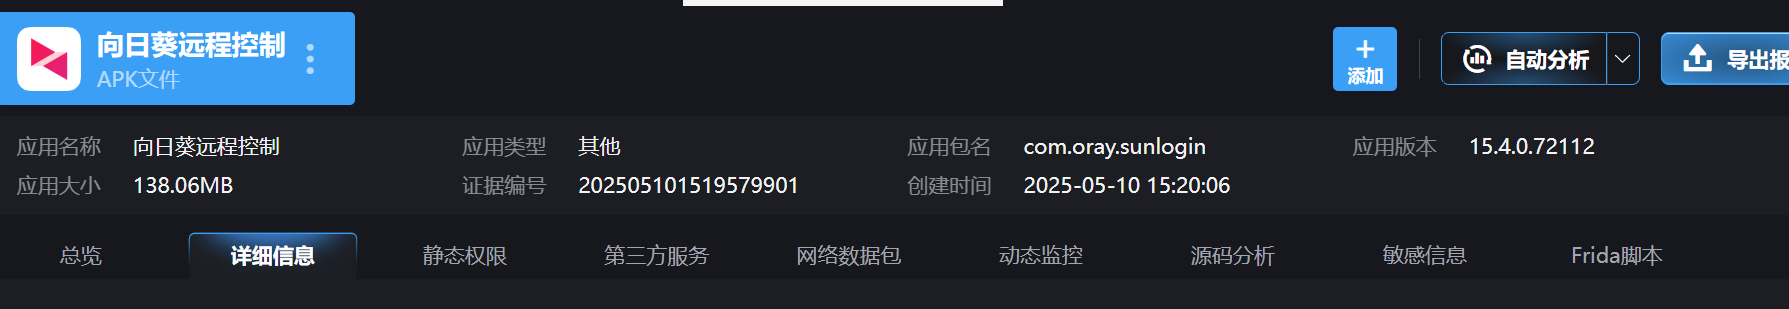 向日葵远程控制
APK文件
添加
自动分析
导出报
应用名称 向日葵远程控制 应用类型 其他 应用包名 com.oray.sunlogin 应用版本 15.4.0.72112
应用大小 138.06MB 证据编号 202505101519579901 创建时间 2025-05-10 15:20:06
总览 详细信息 静态权限 第三方服务 网络数据包 动态监控 源码分析 敏感信息 Frida脚本